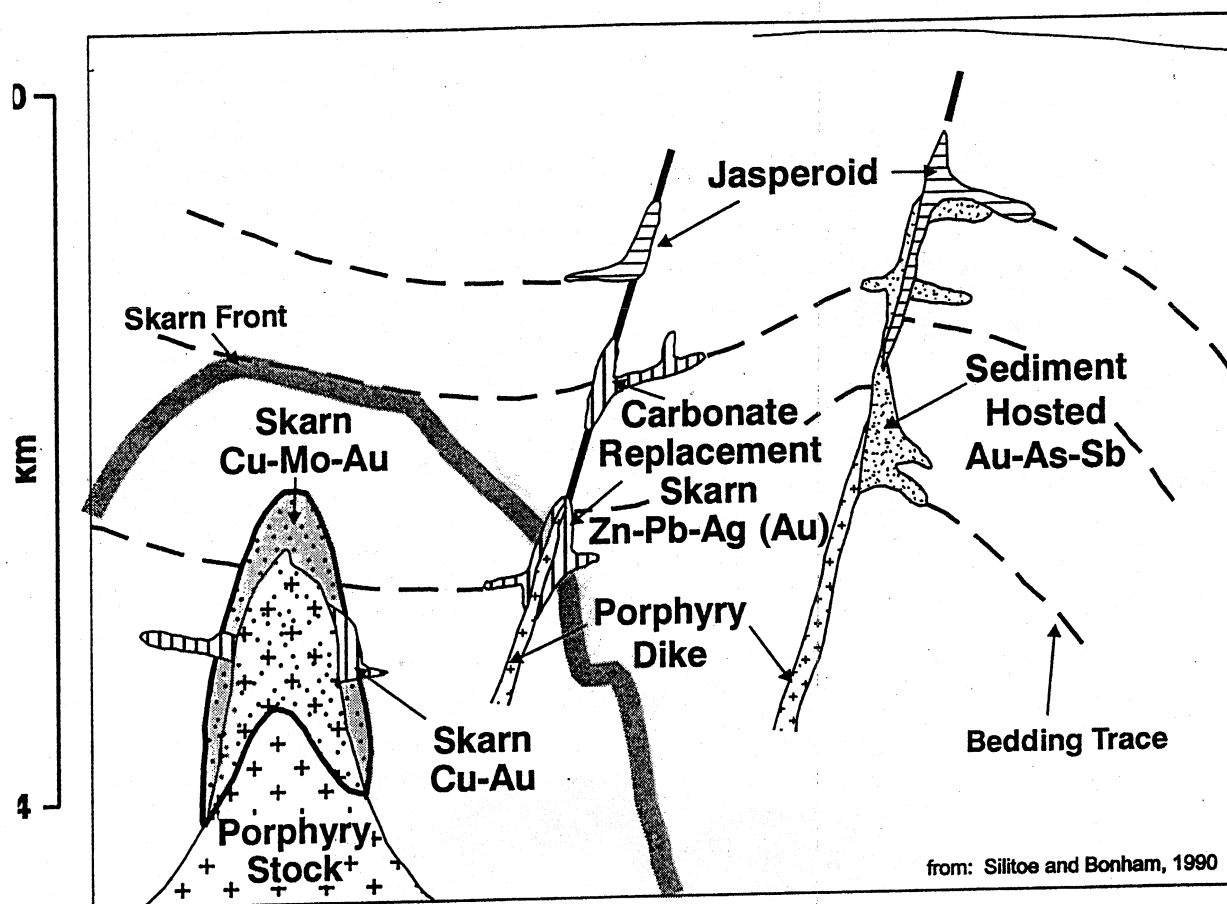 0
km
4
Jasperoid
Skarn Front
Skarn
Cu-Mo-Au
Carbonate
Replacement
Skarn
Zn-Pb-Ag (Au)
Sediment
Hosted
Au-As-Sb
Porphyry
Dike
Skarn
Cu-Au
Bedding Trace
Porphyry
Stock
from: Silitoe and Bonham, 1990